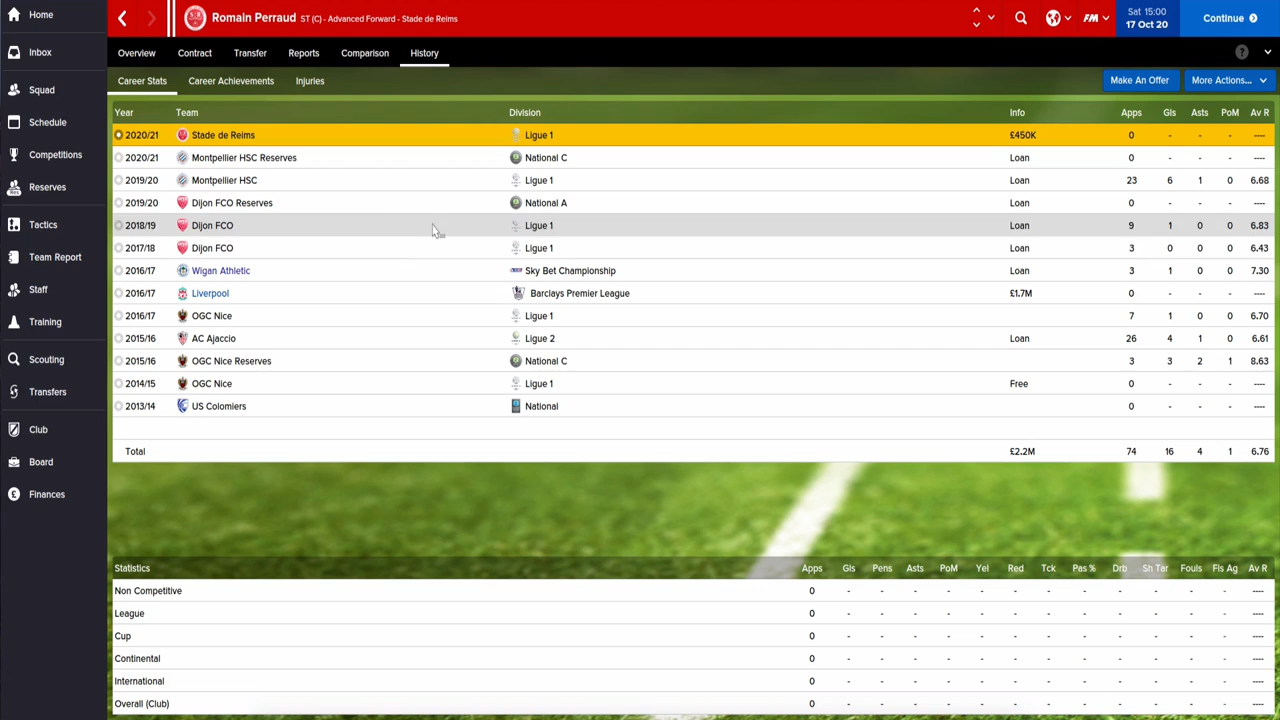 Home
Romain Perraud ST (C) - Advanced Forward - Stade de Reims
FM
Sat 15:00
17 Oct 20
Continue
Inbox
Overview Contract Transfer Reports Comparison History
?
Squad
Career Stats Career Achievements Injuries
Make An Offer More Actions...
Schedule
Competitions
Reserves
Tactics
Team Report
Staff
Training
Scouting
Transfers
Club
Board
Finances
Year Team Division Info Apps Gls Asts PoM Av R
2020/21 Stade de Reims Ligue 1 £450K 0 - - - ----
2020/21 Montpellier HSC Reserves National C Loan 0 - - - ----
2019/20 Montpellier HSC Ligue 1 Loan 23 6 1 0 6.68
2019/20 Dijon FCO Reserves National A Loan 0 - - - ----
2018/19 Dijon FCO Ligue 1 Loan 9 1 0 0 6.83
2017/18 Dijon FCO Ligue 1 Loan 3 0 0 0 6.43
2016/17 Wigan Athletic Sky Bet Championship Loan 3 1 0 0 7.30
2016/17 Liverpool Barclays Premier League £1.7M 0 - - - ----
2016/17 OGC Nice Ligue 1 7 1 0 0 6.70
2015/16 AC Ajaccio Ligue 2 Loan 26 4 1 0 6.61
2015/16 OGC Nice Reserves National C 3 3 2 1 8.63
2014/15 OGC Nice Ligue 1 Free 0 - - - ----
2013/14 US Colomiers National 0 - - - ----
Total £2.2M 74 16 4 1 6.76
Statistics Apps Gls Pens Asts PoM Yel Red Tck Pas % Drb Sh Tar Fouls Fls Ag Av R
Non Competitive 0 - - - - - - - - - - - - ----
League 0 - - - - - - - - - - - - ----
Cup 0 - - - - - - - - - - - - ----
Continental 0 - - - - - - - - - - - - ----
International 0 - - - - - - - - - - - - ----
Overall (Club) 0 - - - - - - - - - - - - ----